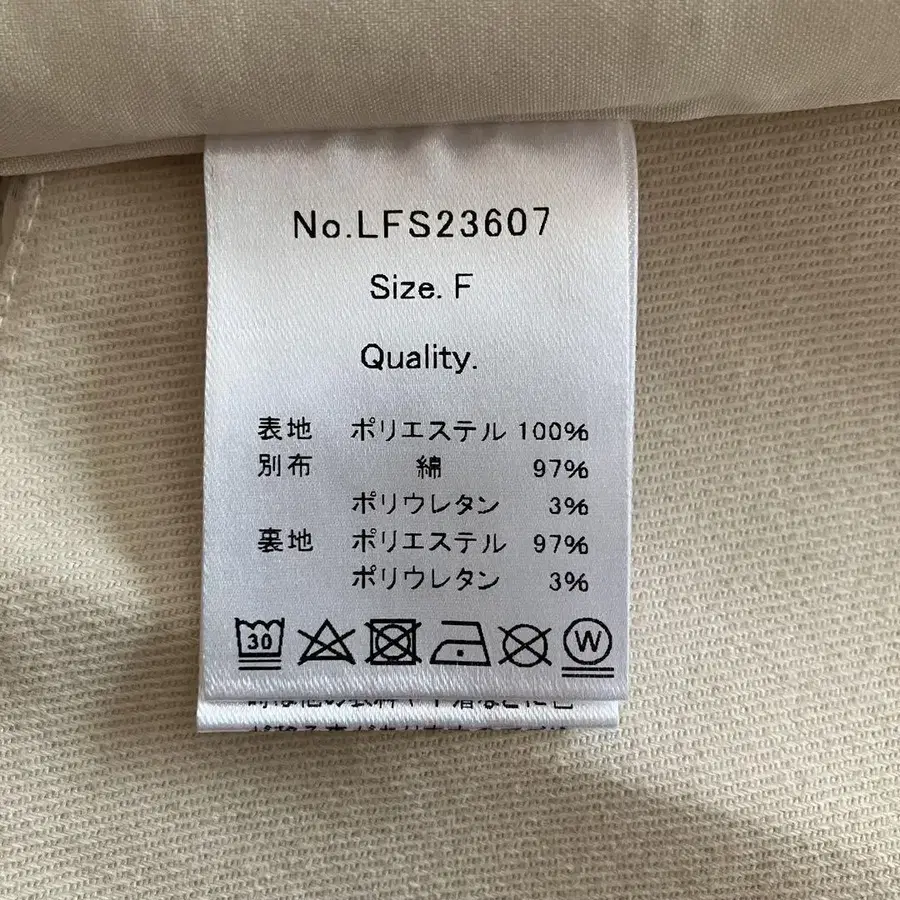 No.LFS23607
Size. F
Quality.
表地 ポリエステル 100%
別布 綿 97%
ポリウレタン 3%
裏地 ポリエステル 97%
ポリウレタン 3%
30 W